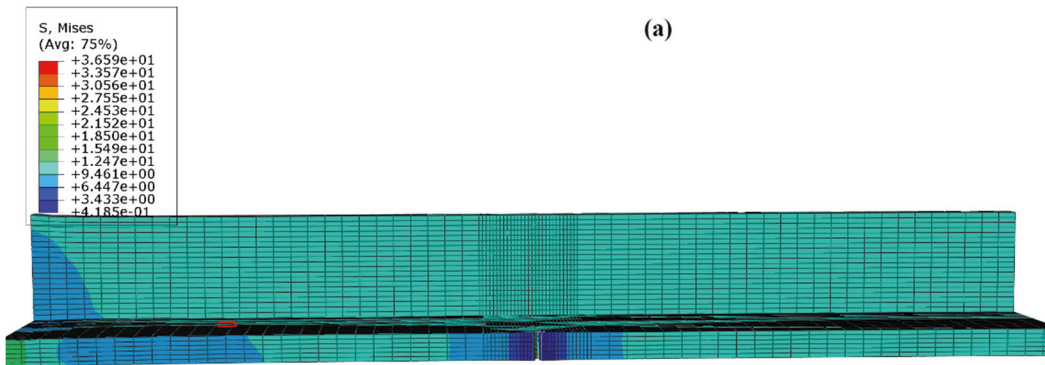 S, Mises
(Avg: 75%)
+3.659e+01
+3.357e+01
+3.056e+01
+2.755e+01
+2.453e+01
+2.152e+01
+1.850e+01
+1.549e+01
+1.247e+01
+9.461e+00
+6.447e+00
+3.433e+00
+4.185e-01
(a)